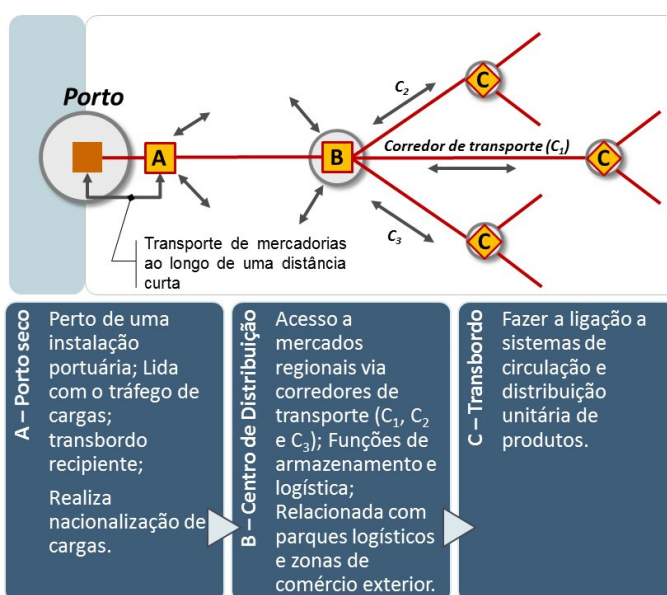 Porto
A
B
C₂
C
Corredor de transporte (C₁)
C
C₃
C
Transporte de mercadorias
ao longo de uma distância
curta
A – Porto seco
Perto de uma
instalação
portuária; Lida
com o tráfego de
cargas;
transbordo
recipiente;
Realiza
nacionalização de
cargas.
B – Centro de Distribuição
Acesso a
mercados
regionais via
corredores de
transporte (C₁, C₂
e C₃); Funções de
armazenamento e
logística;
Relacionada com
parques logísticos
e zonas de
comércio exterior.
C – Transbordo
Fazer a ligação a
sistemas de
circulação e
distribuição
unitária de
produtos.